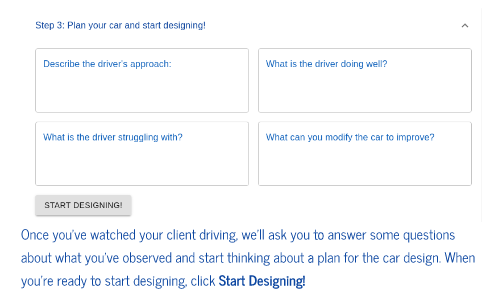 Step 3: Plan your car and start designing!
Describe the driver's approach:
What is the driver doing well?
What is the driver struggling with?
What can you modify the car to improve?
START DESIGNING!
Once you've watched your client driving, we'll ask you to answer some questions
about what you've observed and start thinking about a plan for the car design. When
you're ready to start designing, click Start Designing!